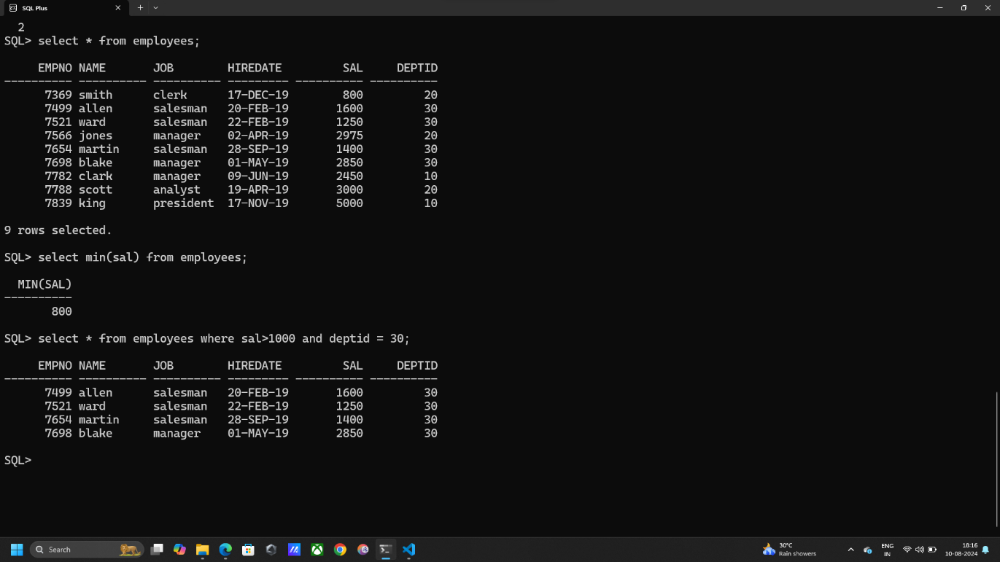 SQL Plus
2
SQL> select * from employees;
EMPNO NAME JOB HIREDATE SAL DEPTID
---------- ---------- ---------- --------- ---------- ----------
7369 smith clerk 17-DEC-19 800 20
7499 allen salesman 20-FEB-19 1600 30
7521 ward salesman 22-FEB-19 1250 30
7566 jones manager 02-APR-19 2975 20
7654 martin salesman 28-SEP-19 1400 30
7698 blake manager 01-MAY-19 2850 30
7782 clark manager 09-JUN-19 2450 10
7788 scott analyst 19-APR-19 3000 20
7839 king president 17-NOV-19 5000 10
9 rows selected.
SQL> select min(sal) from employees;
MIN(SAL)
----------
800
SQL> select * from employees where sal>1000 and deptid = 30;
EMPNO NAME JOB HIREDATE SAL DEPTID
---------- ---------- ---------- --------- ---------- ----------
7499 allen salesman 20-FEB-19 1600 30
7521 ward salesman 22-FEB-19 1250 30
7654 martin salesman 28-SEP-19 1400 30
7698 blake manager 01-MAY-19 2850 30
SQL>
Search
30°C
Rain showers
ENG
IN
18:16
10-08-2024